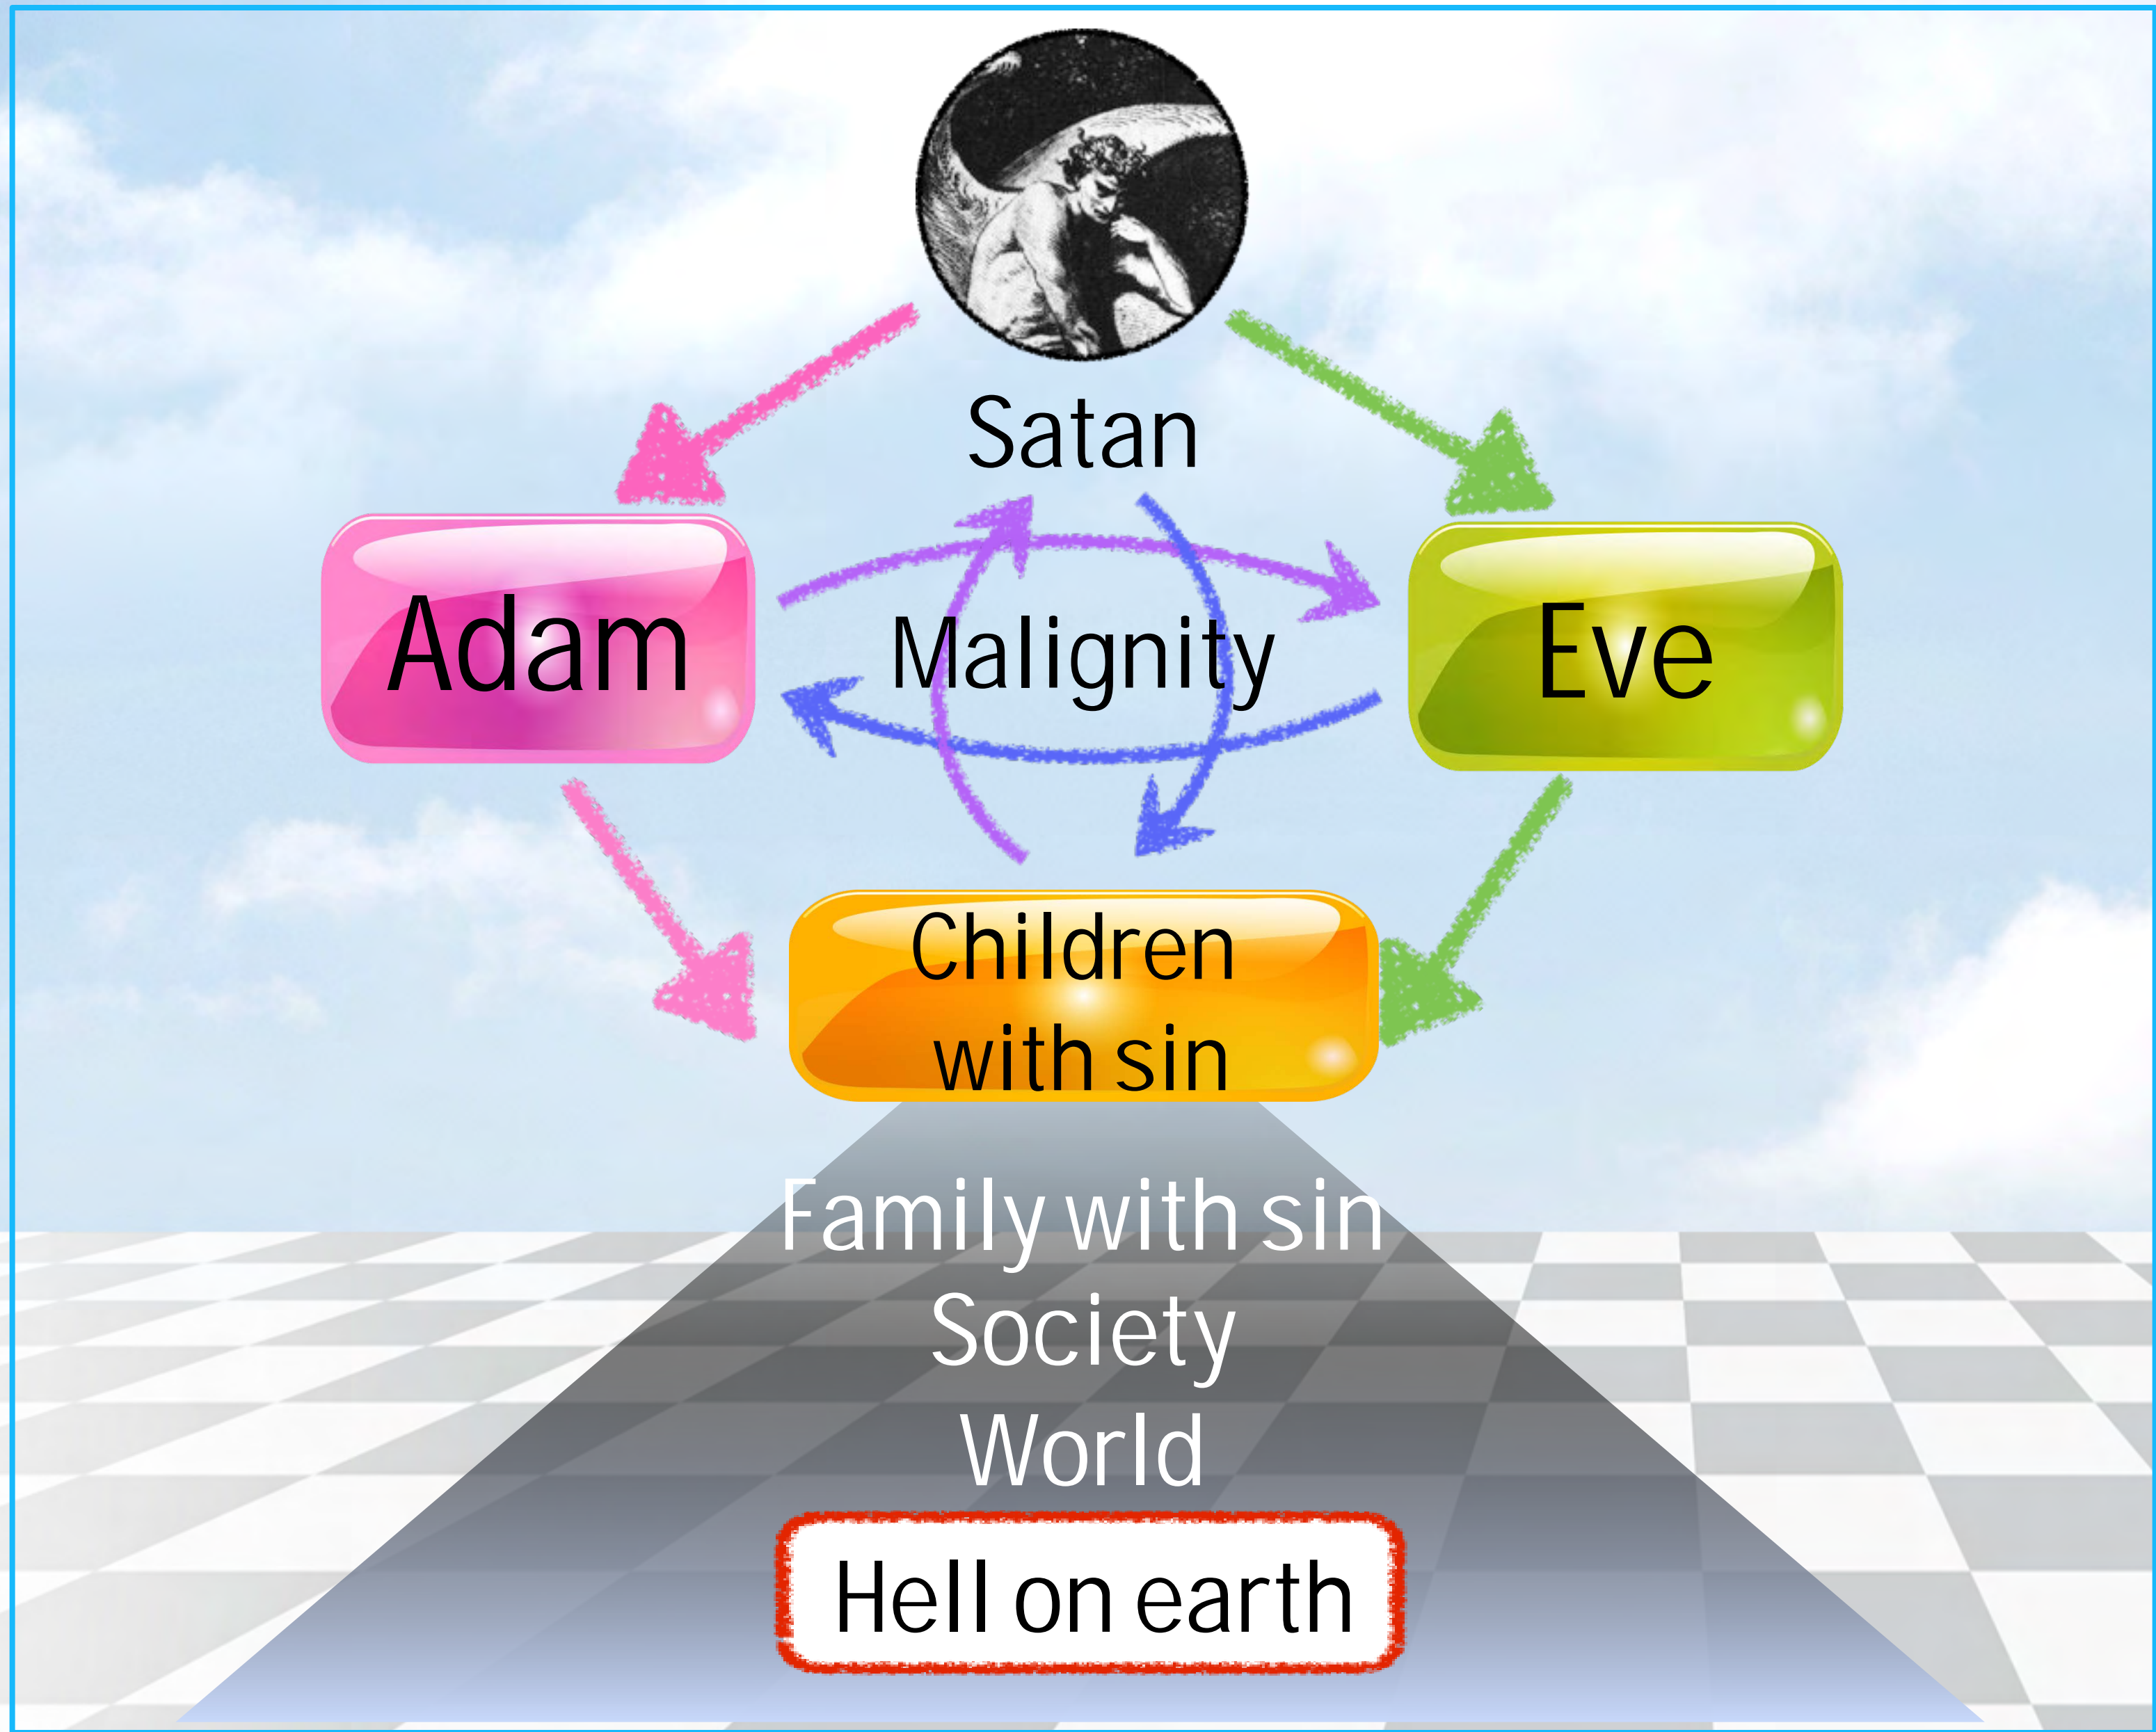 Satan
Adam
Malignity
Eve
Children
with sin
Family with sin
Society
World
Hell on earth